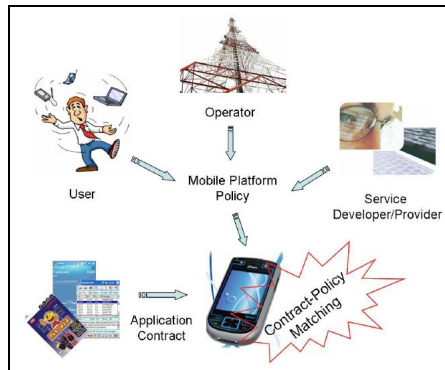 Operator
User
Mobile Platform
Policy
Service
Developer/Provider
Application
Contract
Contract-Policy
Matching